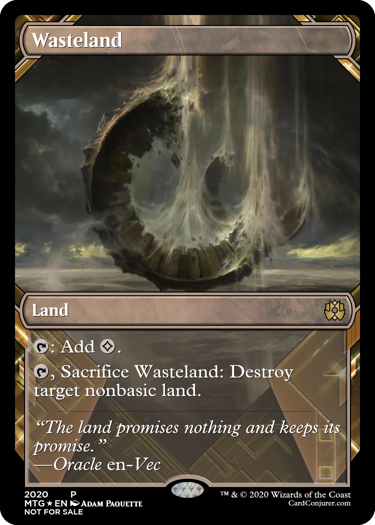 Wasteland
Land
: Add .
, Sacrifice Wasteland: Destroy
target nonbasic land.
“The land promises nothing and keeps its
promise.”
—Oracle en-Vec
2020 P
MTG ★ EN Adam Paquette
NOT FOR SALE
™ & © 2020 Wizards of the Coast
CardConjurer.com